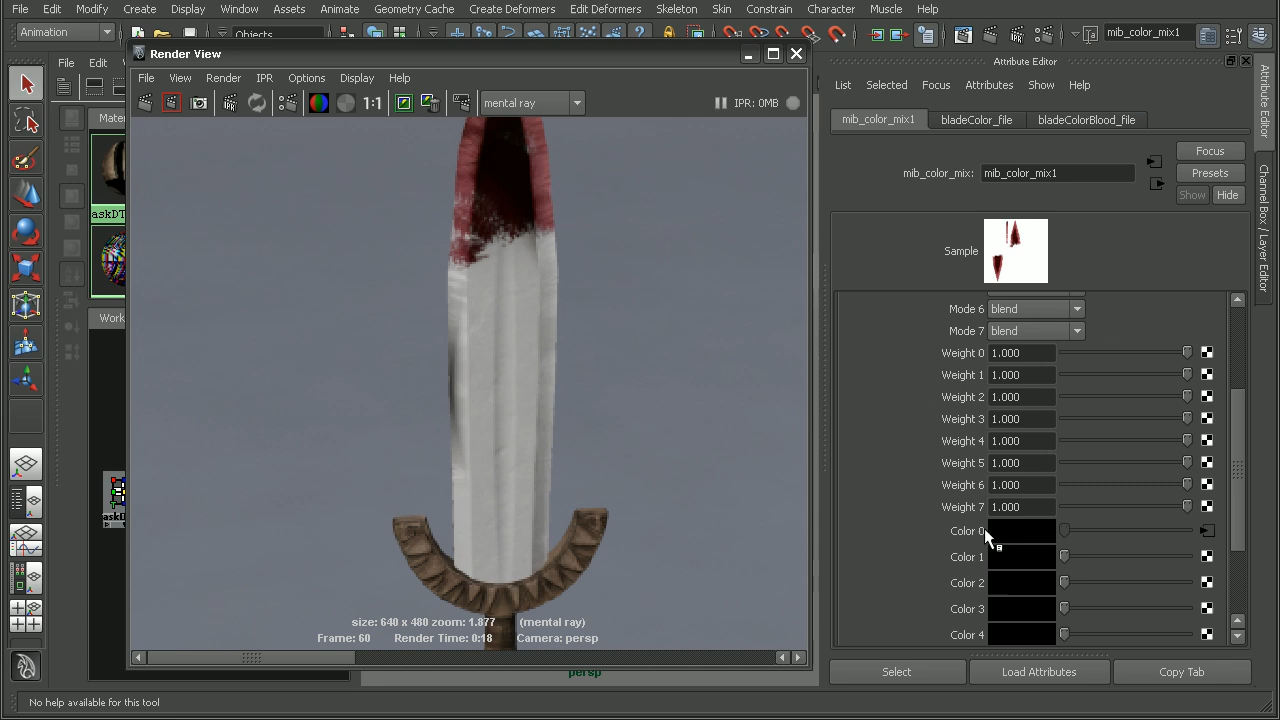 File Edit Modify Create Display Window Assets Animate Geometry Cache Create Deformers Edit Deformers Skeleton Skin Constrain Character Muscle Help
Animation
Objects
mib_color_mix1
Render View
File Edit
File View Render IPR Options Display Help
1:1
mental ray
IPR: 0MB
Mater
askDT
Work
askD
size: 640 x 480 zoom: 1.877 (mental ray)
Frame: 60 Render Time: 0:18 Camera: persp
persp
Attribute Editor
List Selected Focus Attributes Show Help
mib_color_mix1 bladeColor_file bladeColorBlood_file
mib_color_mix: mib_color_mix1
Focus
Presets
Show Hide
Sample
Mode 6 blend
Mode 7 blend
Weight 0 1.000
Weight 1 1.000
Weight 2 1.000
Weight 3 1.000
Weight 4 1.000
Weight 5 1.000
Weight 6 1.000
Weight 7 1.000
Color 0
Color 1
Color 2
Color 3
Color 4
Select Load Attributes Copy Tab
Attribute Editor
Channel Box / Layer Editor
No help available for this tool